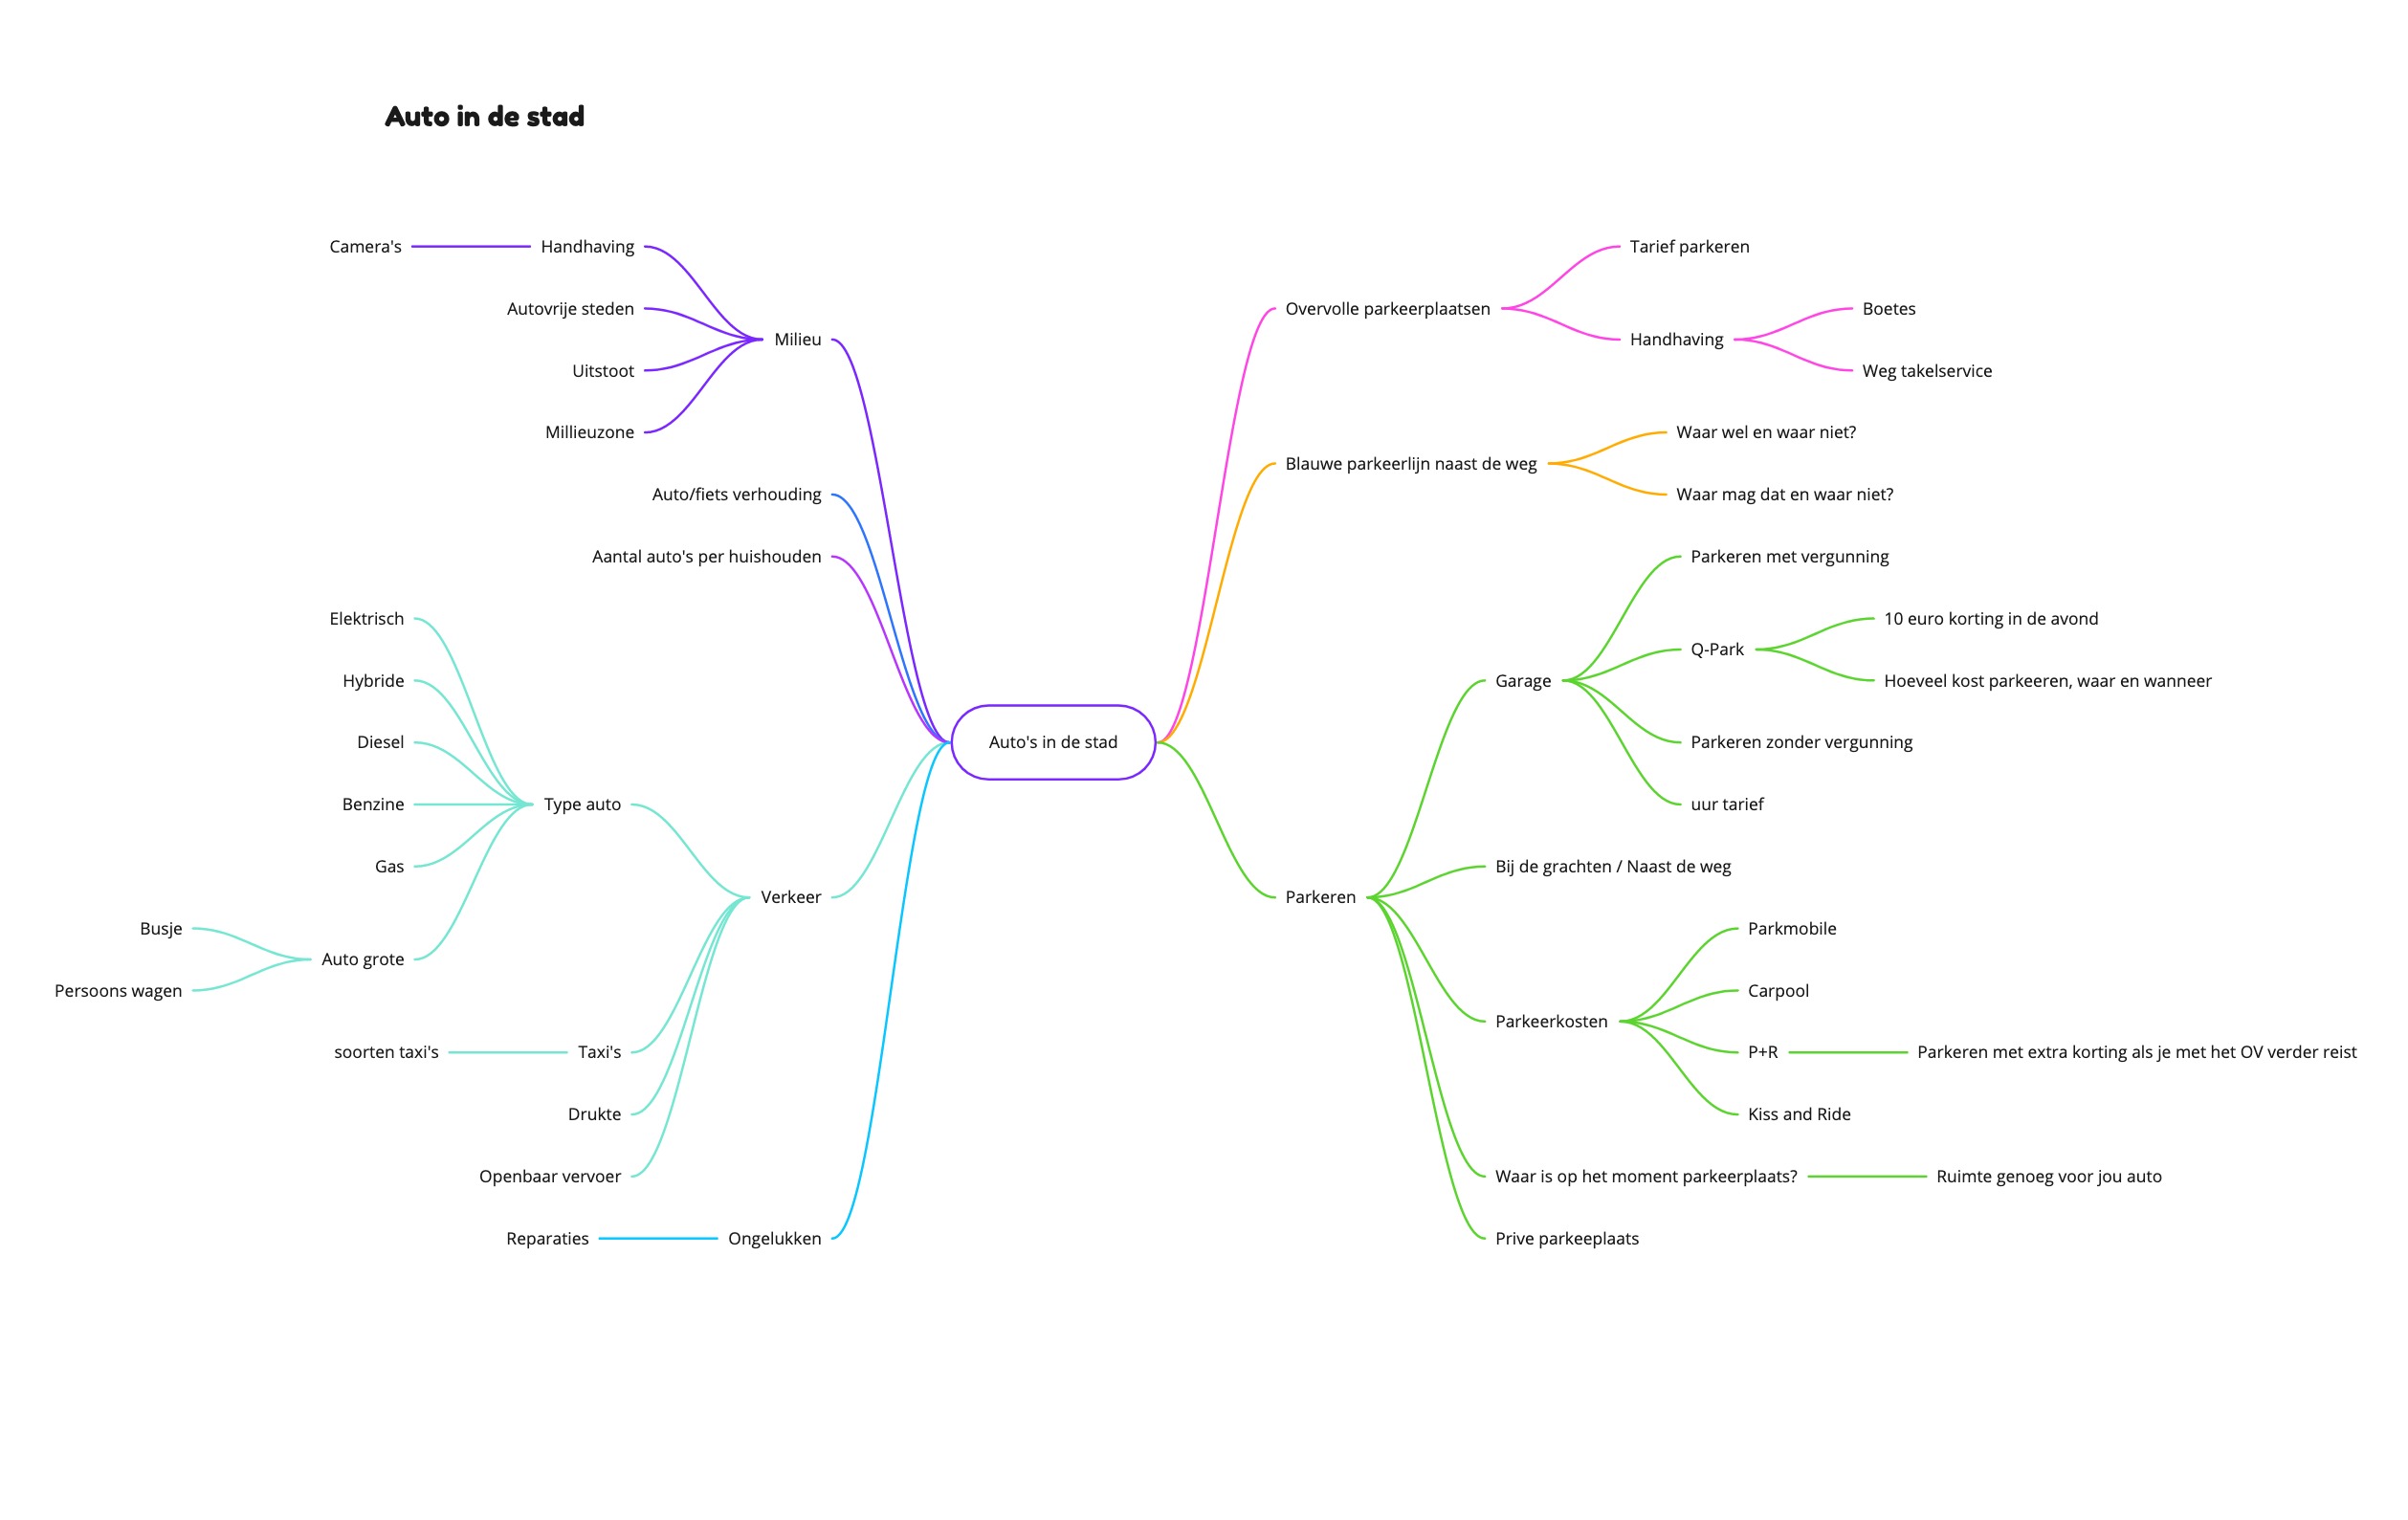 Auto in de stad
Camera's
Handhaving
Autovrije steden
Uitstoot
Millieuzone
Milieu
Auto/fiets verhouding
Aantal auto's per huishouden
Elektrisch
Hybride
Diesel
Benzine
Gas
Busje
Persoons wagen
Auto grote
Type auto
soorten taxi's
Taxi's
Drukte
Openbaar vervoer
Verkeer
Reparaties
Ongelukken
Auto's in de stad
Overvolle parkeerplaatsen
Tarief parkeren
Handhaving
Boetes
Weg takelservice
Blauwe parkeerlijn naast de weg
Waar wel en waar niet?
Waar mag dat en waar niet?
Parkeren
Garage
Parkeren met vergunning
Q-Park
10 euro korting in de avond
Hoeveel kost parkeeren, waar en wanneer
Parkeren zonder vergunning
uur tarief
Bij de grachten / Naast de weg
Parkeerkosten
Parkmobile
Carpool
P+R
Parkeren met extra korting als je met het OV verder reist
Kiss and Ride
Waar is op het moment parkeerplaats?
Ruimte genoeg voor jou auto
Prive parkeeplaats